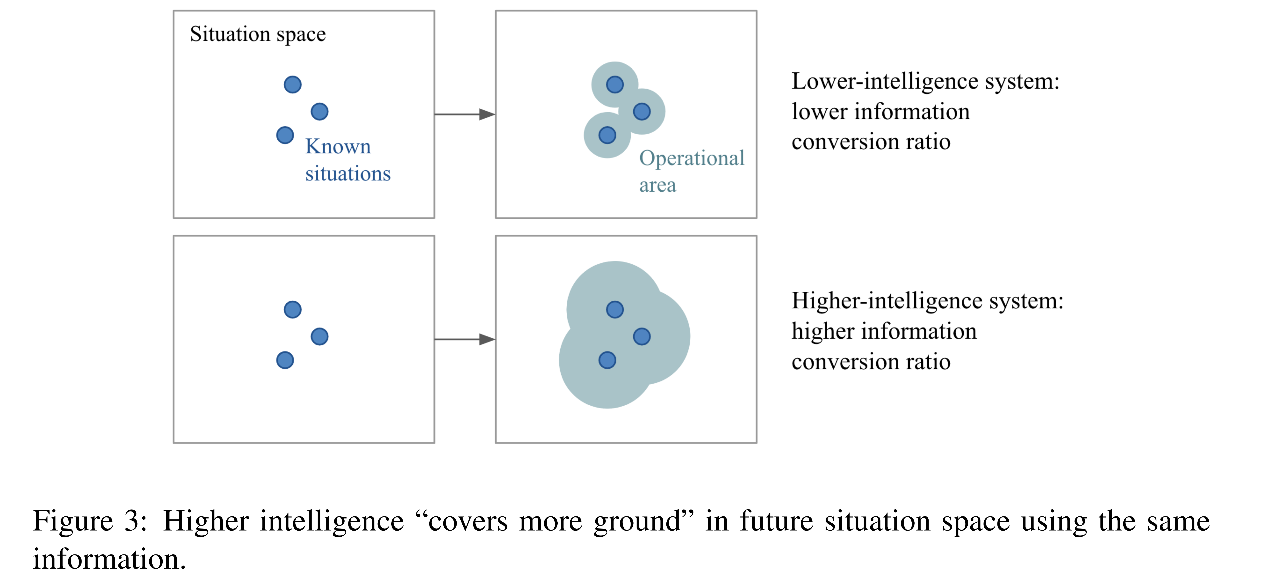 Situation space
Known
situations
Operational
area
Lower-intelligence system:
lower information
conversion ratio
Higher-intelligence system:
higher information
conversion ratio
Figure 3: Higher intelligence “covers more ground” in future situation space using the same
information.